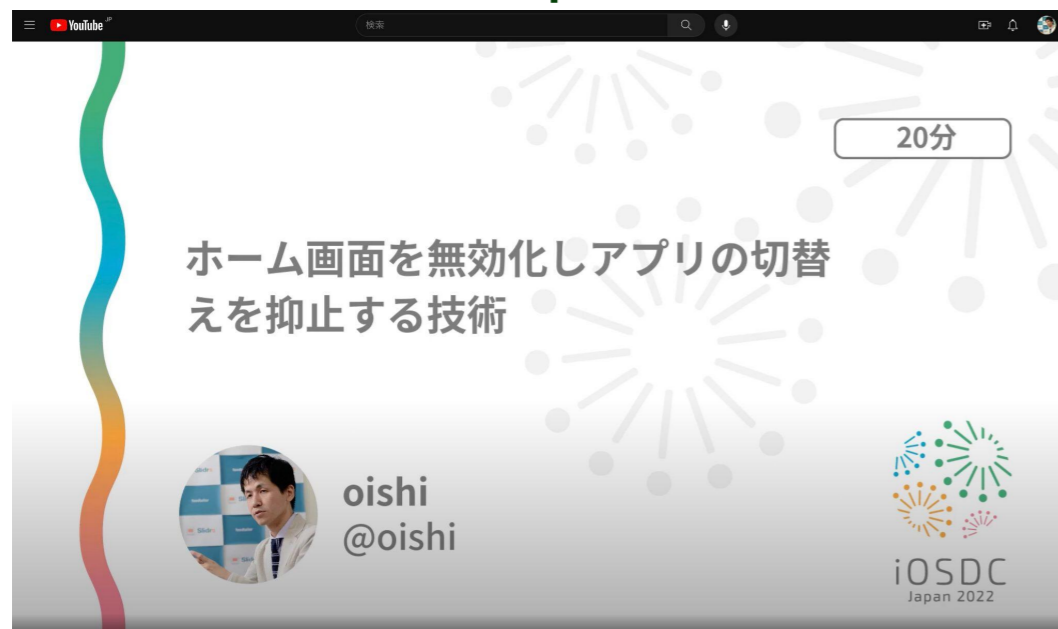 YouTube JP
検索
20分
ホーム画面を無効化しアプリの切替
えを抑止する技術
oishi
@oishi
iOSDC
Japan 2022